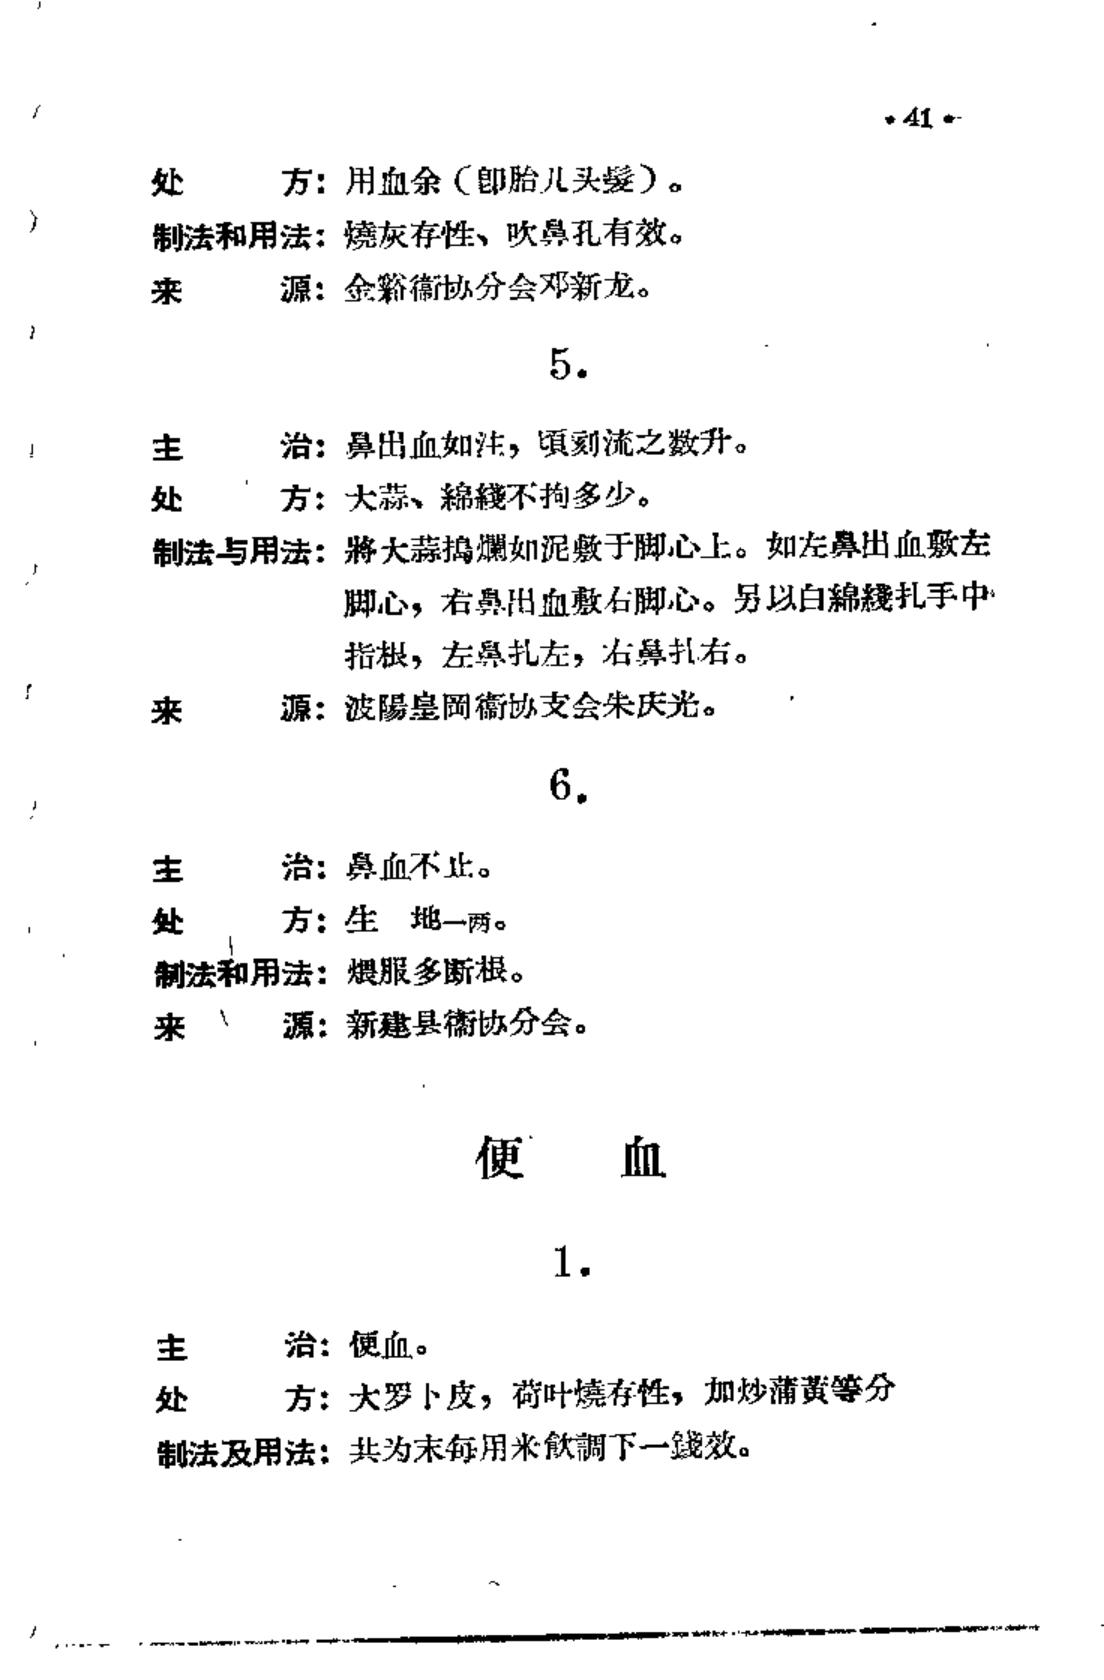 • 41 •
处　　方：用血余（卽胎儿头髮）。
制法和用法：燒灰存性、吹鼻孔有效。
来　　源：金谿衞协分会邓新龙。
5.
主　　治：鼻出血如注，頃刻流之数升。
处　　方：大蒜、綿綫不拘多少。
制法与用法：將大蒜搗爛如泥敷于脚心上。如左鼻出血敷左
脚心，右鼻出血敷右脚心。另以白綿綫扎手中
指根，左鼻扎左，右鼻扎右。
来　　源：波陽皇岡衞协支会朱庆光。
6.
主　　治：鼻血不止。
处　　方：生　地一两。
制法和用法：煨服多断根。
来　　源：新建县衞协分会。
便　血
1.
主　　治：便血。
处　　方：大罗卜皮，荷叶燒存性，加炒蒲黃等分
制法及用法：共为末每用米飮調下一錢效。